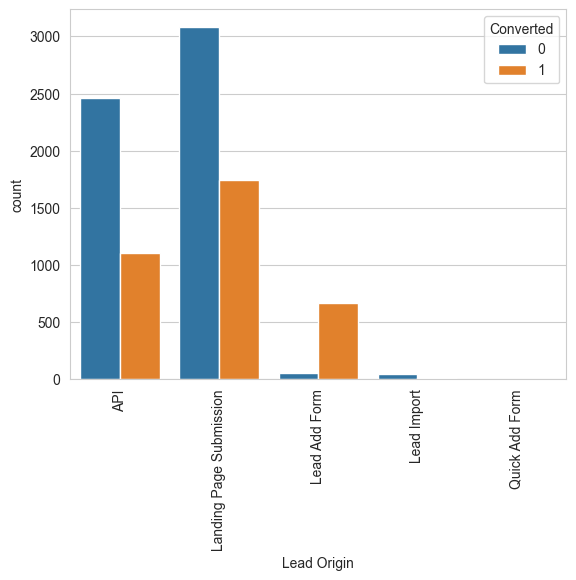 Converted
0
1
3000
2500
2000
1500
1000
500
0
count
API
Landing Page Submission
Lead Add Form
Lead Import
Quick Add Form
Lead Origin